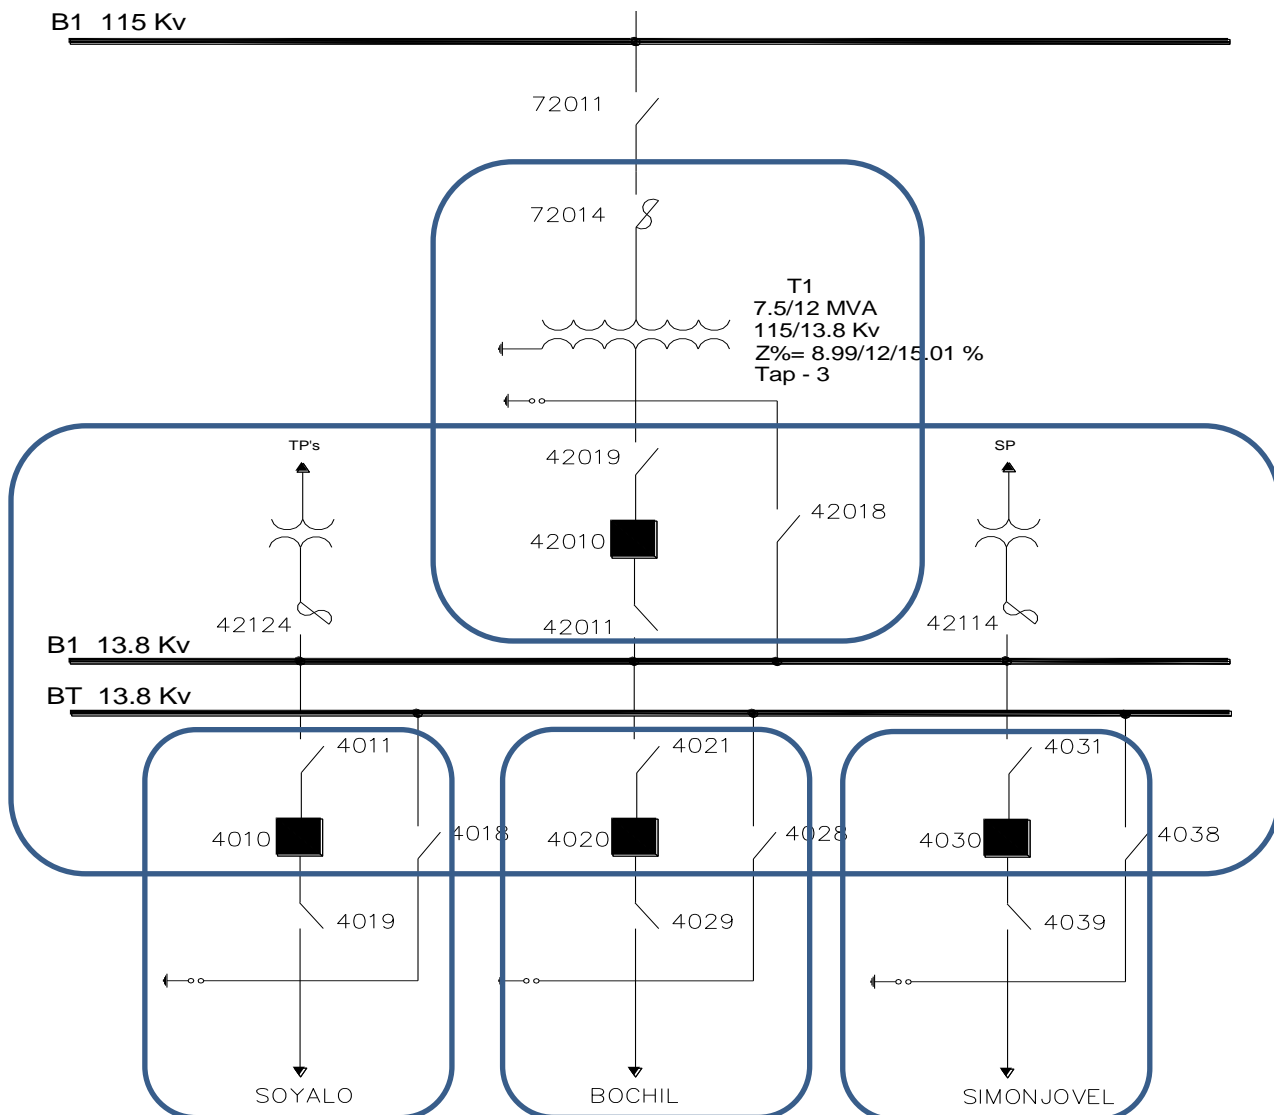 B1 115 Kv
72011
72014
T1
7.5/12 MVA
115/13.8 Kv
Z%= 8.99/12/15.01 %
Tap - 3
TP's
SP
42019
42018
42010
42124
42011
42114
B1 13.8 Kv
BT 13.8 Kv
4011
4021
4031
4010
4018
4020
4028
4030
4038
4019
4029
4039
SOYALO
BOCHIL
SIMONJOVEL